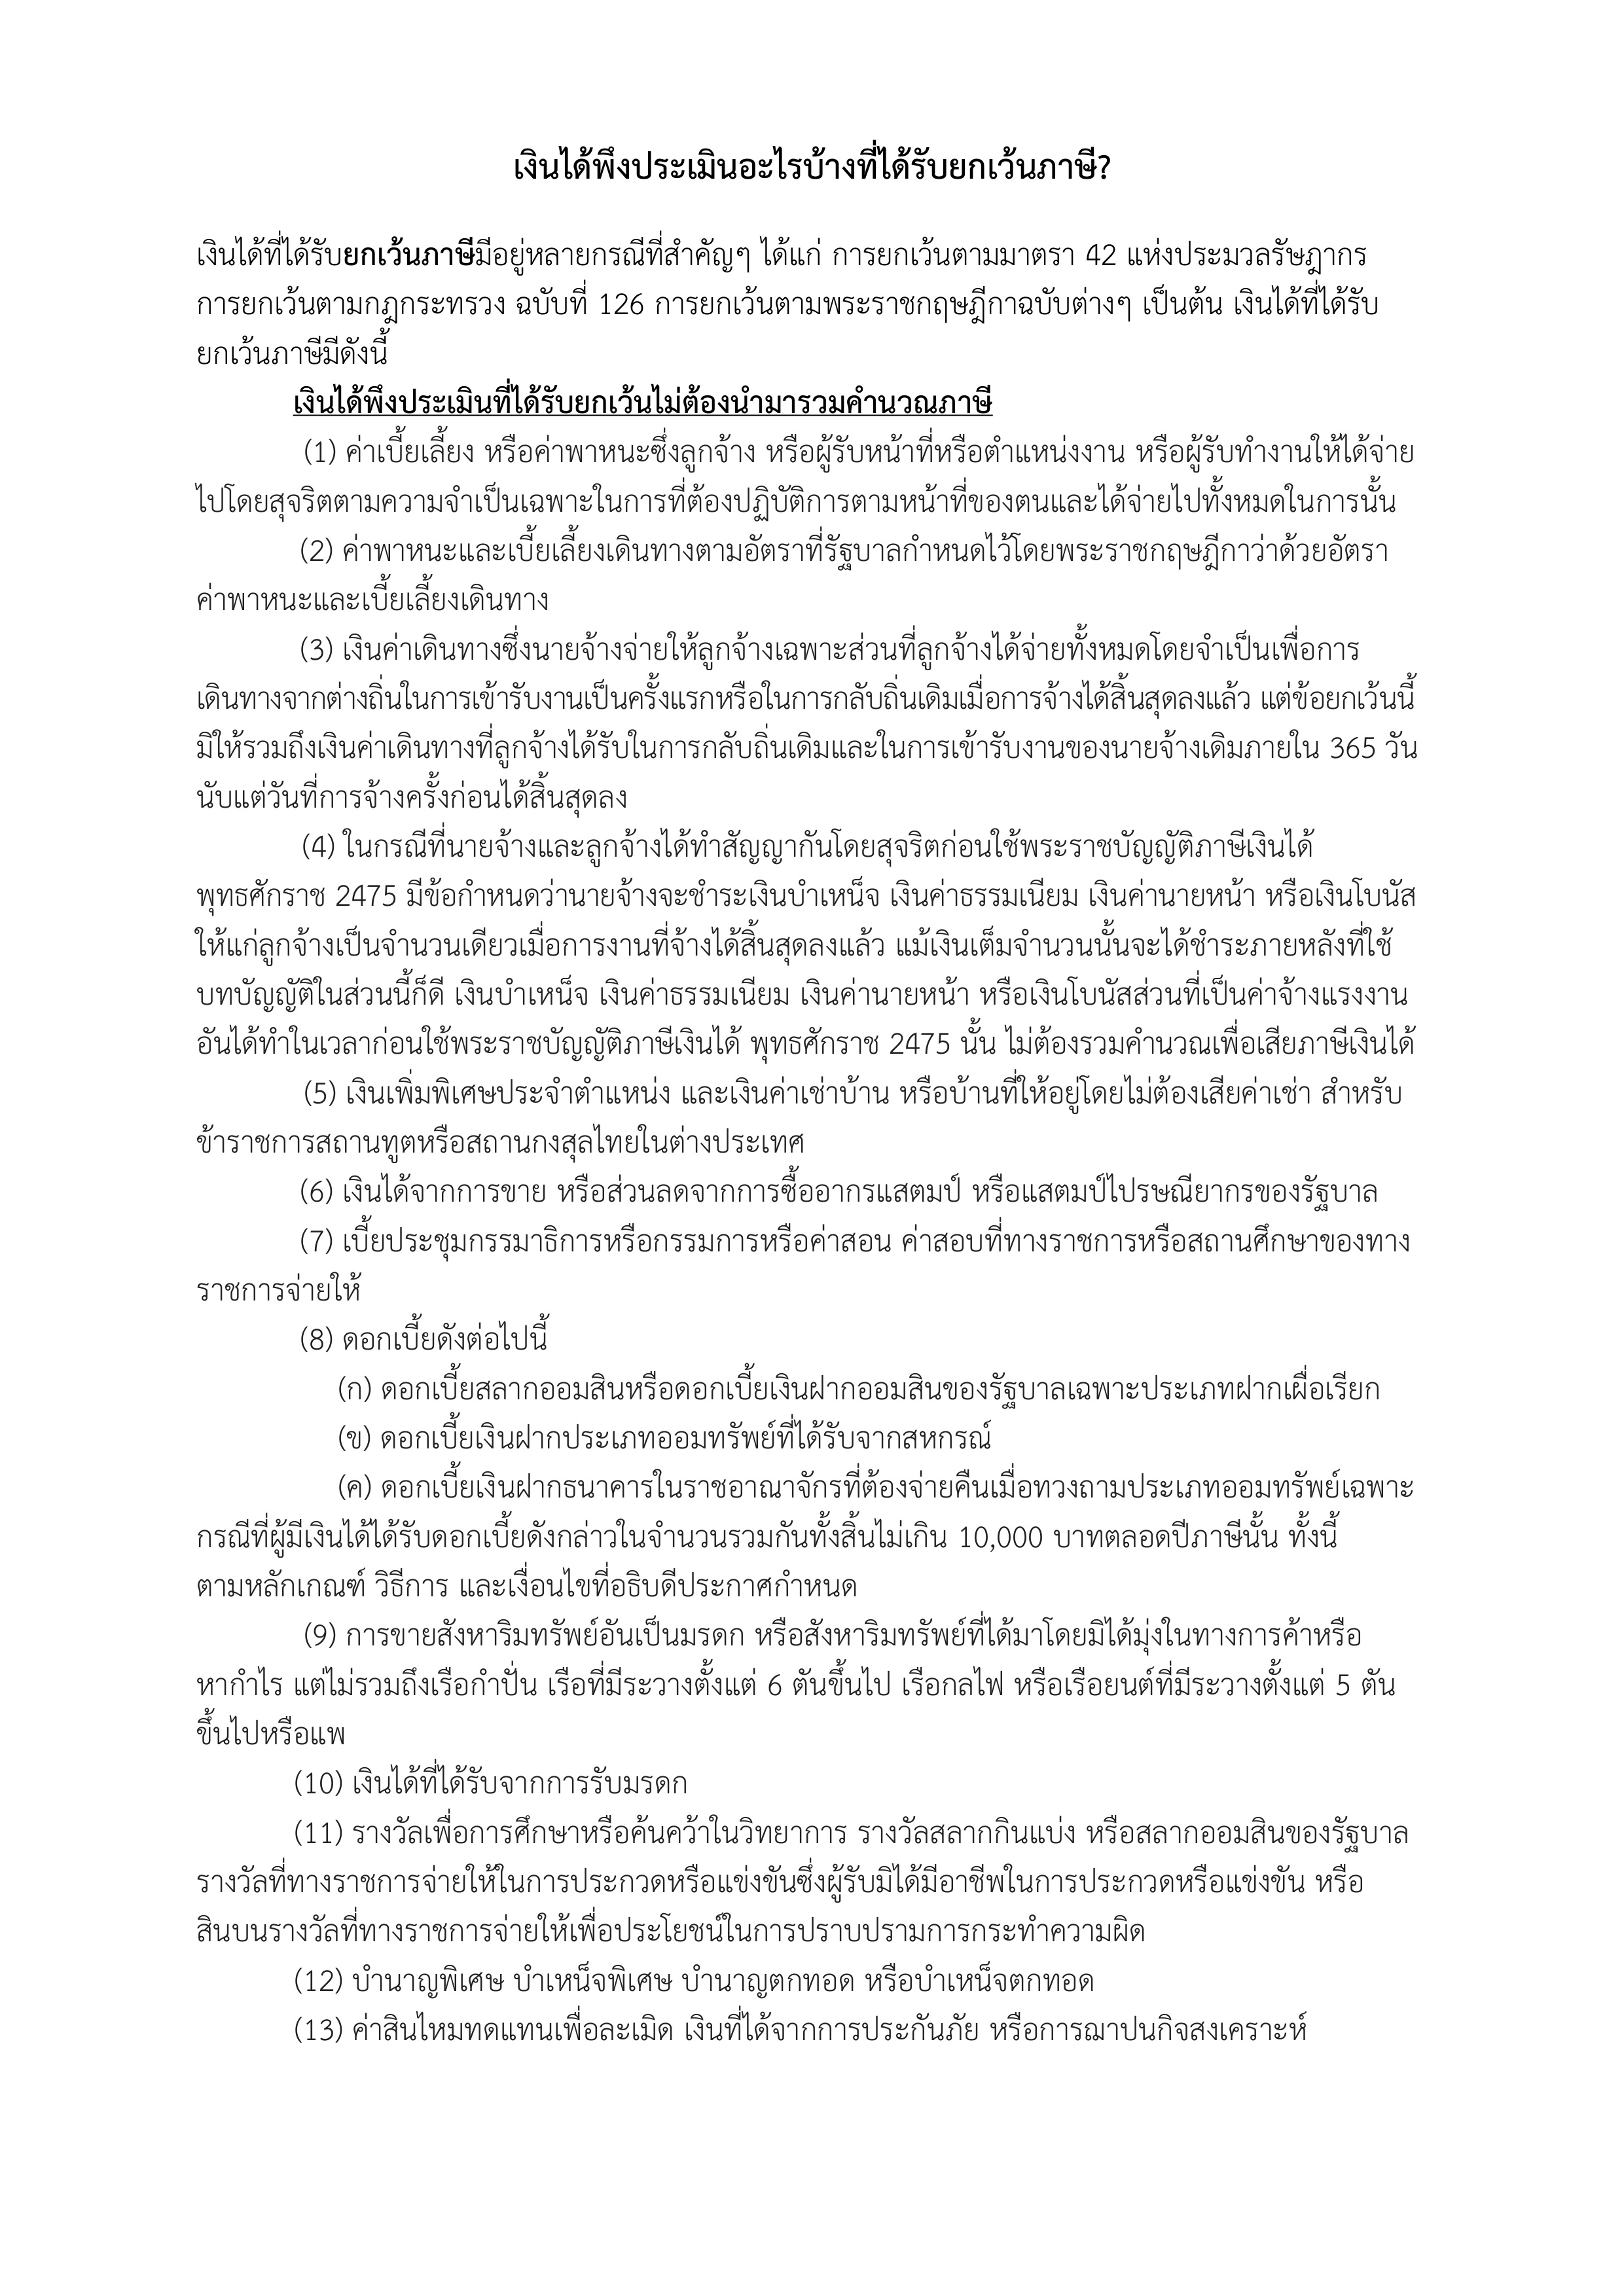 เงินได้พึงประเมินอะไรบ้างที่ได้รับยกเว้นภาษี?
เงินได้ที่ได้รับยกเว้นภาษีมีอยู่หลายกรณีที่สำคัญๆ ได้แก่ การยกเว้นตามมาตรา 42 แห่งประมวลรัษฎากร
การยกเว้นตามกฎกระทรวง ฉบับที่ 126 การยกเว้นตามพระราชกฤษฎีกาฉบับต่างๆ เป็นต้น เงินได้ที่ได้รับ
ยกเว้นภาษีมีดังนี้
เงินได้พึงประเมินที่ได้รับยกเว้นไม่ต้องนำมารวมคำนวณภาษี
(1) ค่าเบี้ยเลี้ยง หรือค่าพาหนะซึ่งลูกจ้าง หรือผู้รับหน้าที่หรือตำแหน่งงาน หรือผู้รับทำงานให้ได้จ่าย
ไปโดยสุจริตตามความจำเป็นเฉพาะในการที่ต้องปฏิบัติการตามหน้าที่ของตนและได้จ่ายไปทั้งหมดในการนั้น
(2) ค่าพาหนะและเบี้ยเลี้ยงเดินทางตามอัตราที่รัฐบาลกำหนดไว้โดยพระราชกฤษฎีกาว่าด้วยอัตรา
ค่าพาหนะและเบี้ยเลี้ยงเดินทาง
(3) เงินค่าเดินทางซึ่งนายจ้างจ่ายให้ลูกจ้างเฉพาะส่วนที่ลูกจ้างได้จ่ายทั้งหมดโดยจำเป็นเพื่อการ
เดินทางจากต่างถิ่นในการเข้ารับงานเป็นครั้งแรกหรือในการกลับถิ่นเดิมเมื่อการจ้างได้สิ้นสุดลงแล้ว แต่ข้อยกเว้นนี้
มิให้รวมถึงเงินค่าเดินทางที่ลูกจ้างได้รับในการกลับถิ่นเดิมและในการเข้ารับงานของนายจ้างเดิมภายใน 365 วัน
นับแต่วันที่การจ้างครั้งก่อนได้สิ้นสุดลง
(4) ในกรณีที่นายจ้างและลูกจ้างได้ทำสัญญากันโดยสุจริตก่อนใช้พระราชบัญญัติภาษีเงินได้
พุทธศักราช 2475 มีข้อกำหนดว่านายจ้างจะชำระเงินบำเหน็จ เงินค่าธรรมเนียม เงินค่านายหน้า หรือเงินโบนัส
ให้แก่ลูกจ้างเป็นจำนวนเดียวเมื่อการงานที่จ้างได้สิ้นสุดลงแล้ว แม้เงินเต็มจำนวนนั้นจะได้ชำระภายหลังที่ใช้
บทบัญญัติในส่วนนี้ก็ดี เงินบำเหน็จ เงินค่าธรรมเนียม เงินค่านายหน้า หรือเงินโบนัสส่วนที่เป็นค่าจ้างแรงงาน
อันได้ทำในเวลาก่อนใช้พระราชบัญญัติภาษีเงินได้ พุทธศักราช 2475 นั้น ไม่ต้องรวมคำนวณเพื่อเสียภาษีเงินได้
(5) เงินเพิ่มพิเศษประจำตำแหน่ง และเงินค่าเช่าบ้าน หรือบ้านที่ให้อยู่โดยไม่ต้องเสียค่าเช่า สำหรับ
ข้าราชการสถานทูตหรือสถานกงสุลไทยในต่างประเทศ
(6) เงินได้จากการขาย หรือส่วนลดจากการซื้ออากรแสตมป์ หรือแสตมป์ไปรษณียากรของรัฐบาล
(7) เบี้ยประชุมกรรมาธิการหรือกรรมการหรือค่าสอน ค่าสอบที่ทางราชการหรือสถานศึกษาของทาง
ราชการจ่ายให้
(8) ดอกเบี้ยดังต่อไปนี้
(ก) ดอกเบี้ยสลากออมสินหรือดอกเบี้ยเงินฝากออมสินของรัฐบาลเฉพาะประเภทฝากเผื่อเรียก
(ข) ดอกเบี้ยเงินฝากประเภทออมทรัพย์ที่ได้รับจากสหกรณ์
(ค) ดอกเบี้ยเงินฝากธนาคารในราชอาณาจักรที่ต้องจ่ายคืนเมื่อทวงถามประเภทออมทรัพย์เฉพาะ
กรณีที่ผู้มีเงินได้ได้รับดอกเบี้ยดังกล่าวในจำนวนรวมกันทั้งสิ้นไม่เกิน 10,000 บาทตลอดปีภาษีนั้น ทั้งนี้
ตามหลักเกณฑ์ วิธีการ และเงื่อนไขที่อธิบดีประกาศกำหนด
(9) การขายสังหาริมทรัพย์อันเป็นมรดก หรือสังหาริมทรัพย์ที่ได้มาโดยมิได้มุ่งในทางการค้าหรือ
หากำไร แต่ไม่รวมถึงเรือกำปั่น เรือที่มีระวางตั้งแต่ 6 ตันขึ้นไป เรือกลไฟ หรือเรือยนต์ที่มีระวางตั้งแต่ 5 ตัน
ขึ้นไปหรือแพ
(10) เงินได้ที่ได้รับจากการรับมรดก
(11) รางวัลเพื่อการศึกษาหรือค้นคว้าในวิทยาการ รางวัลสลากกินแบ่ง หรือสลากออมสินของรัฐบาล
รางวัลที่ทางราชการจ่ายให้ในการประกวดหรือแข่งขันซึ่งผู้รับมิได้มีอาชีพในการประกวดหรือแข่งขัน หรือ
สินบนรางวัลที่ทางราชการจ่ายให้เพื่อประโยชน์ในการปราบปรามการกระทำความผิด
(12) บำนาญพิเศษ บำเหน็จพิเศษ บำนาญตกทอด หรือบำเหน็จตกทอด
(13) ค่าสินไหมทดแทนเพื่อละเมิด เงินที่ได้จากการประกันภัย หรือการฌาปนกิจสงเคราะห์